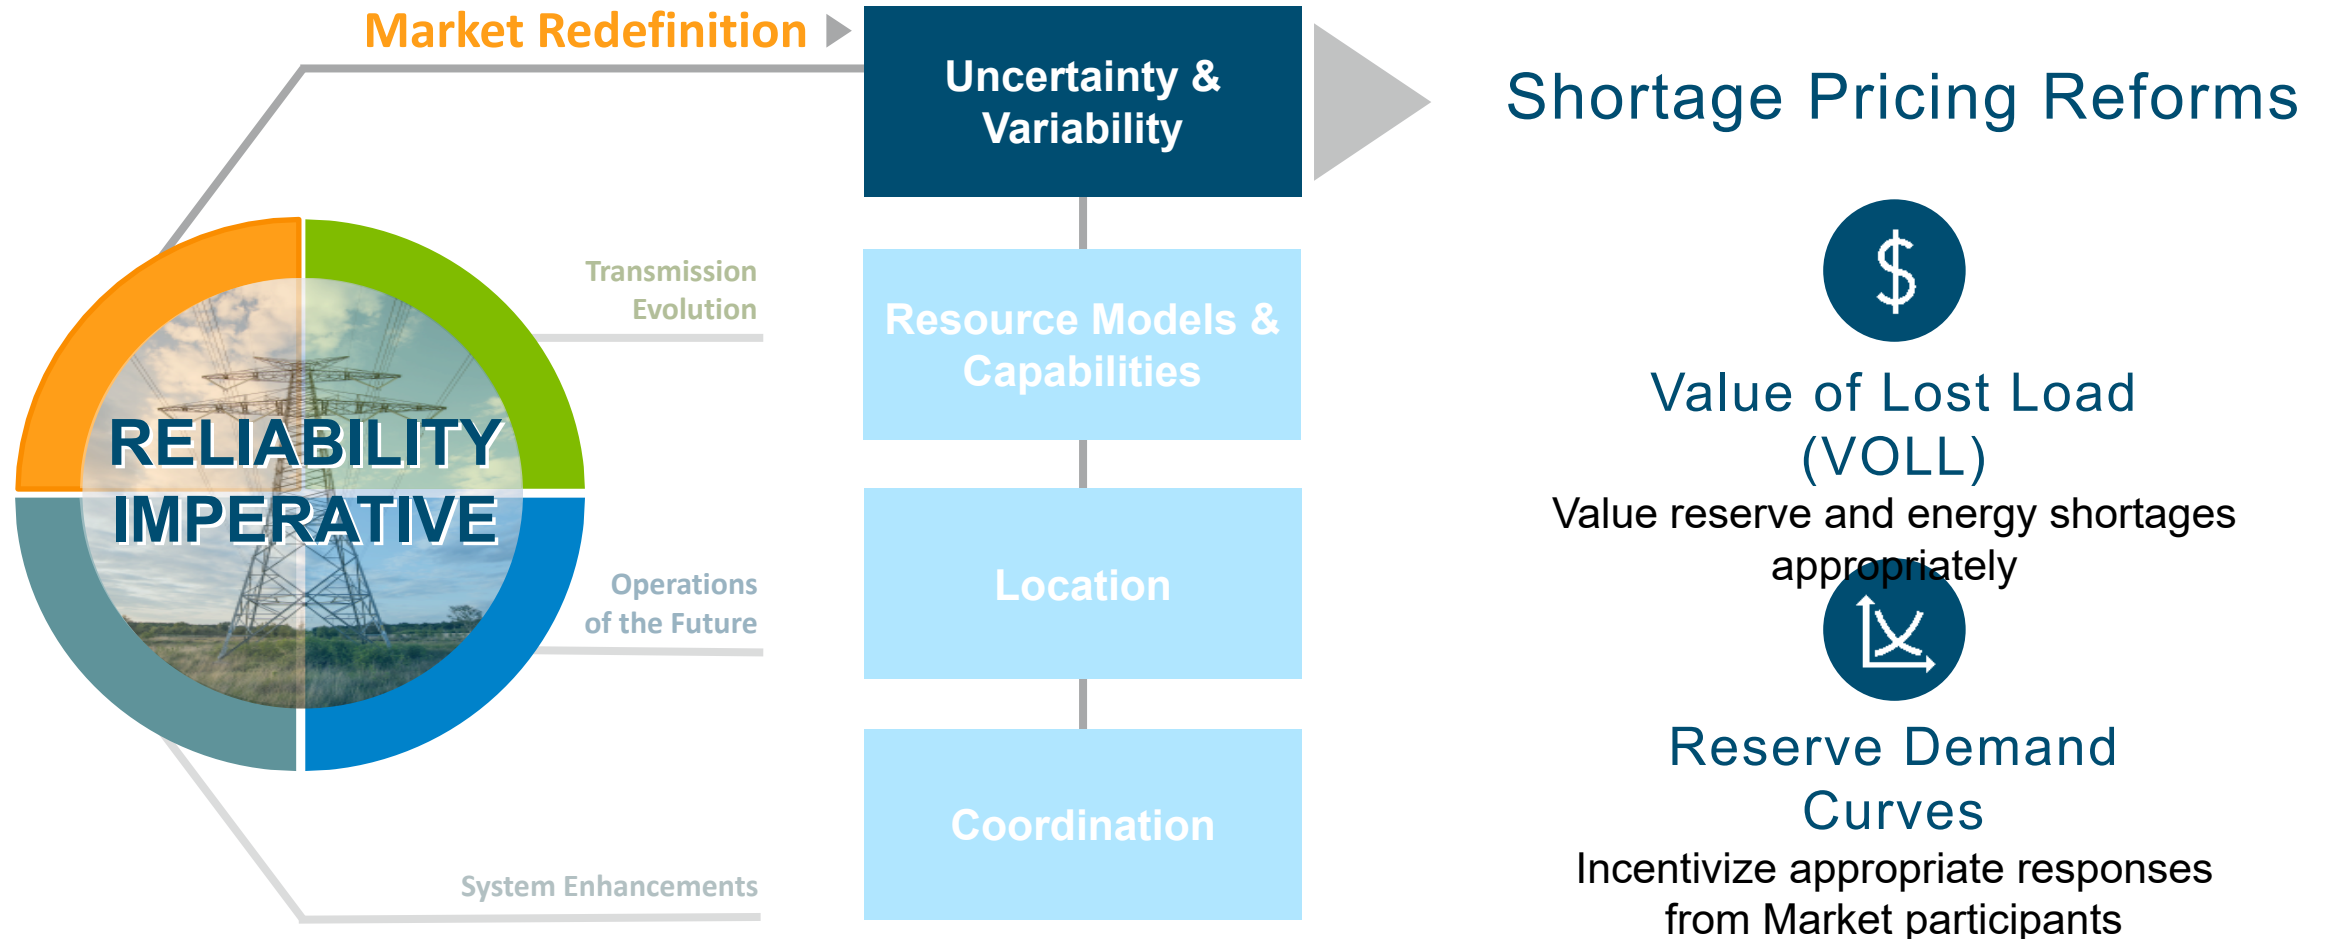 Market Redefinition
Uncertainty &
Variability
Shortage Pricing Reforms
Transmission
Evolution
Resource Models &
Capabilities
Value of Lost Load
(VOLL)
Value reserve and energy shortages
appropriately
RELIABILITY
IMPERATIVE
Operations
of the Future
Location
Reserve Demand
Curves
Incentivize appropriate responses
from Market participants
System Enhancements
Coordination
$